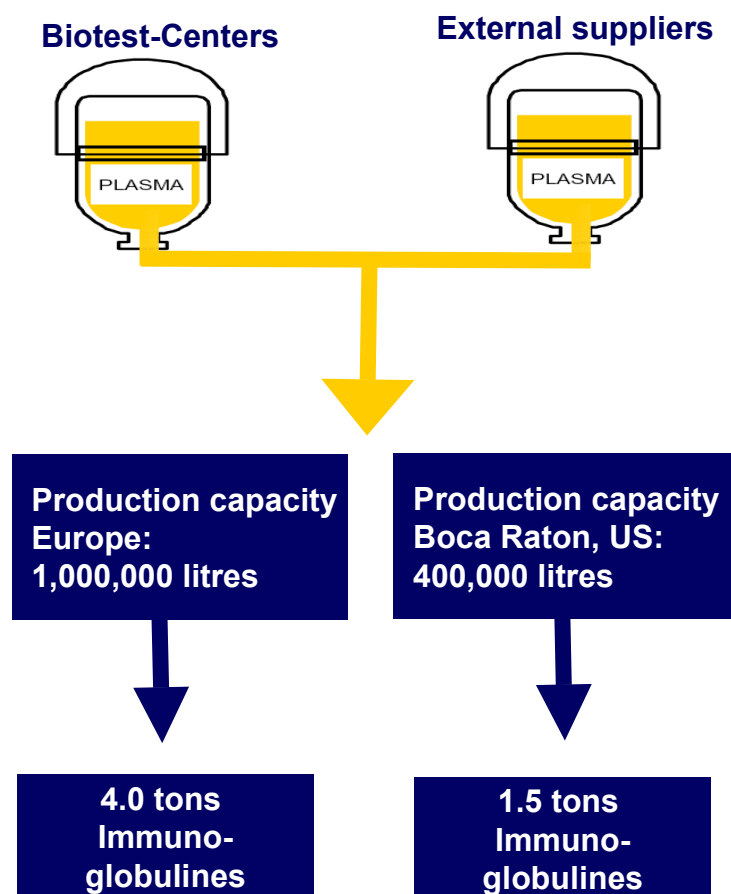 Biotest-Centers
External suppliers
PLASMA
PLASMA
Production capacity
Europe:
1,000,000 litres
Production capacity
Boca Raton, US:
400,000 litres
4.0 tons
Immuno-
globulines
1.5 tons
Immuno-
globulines